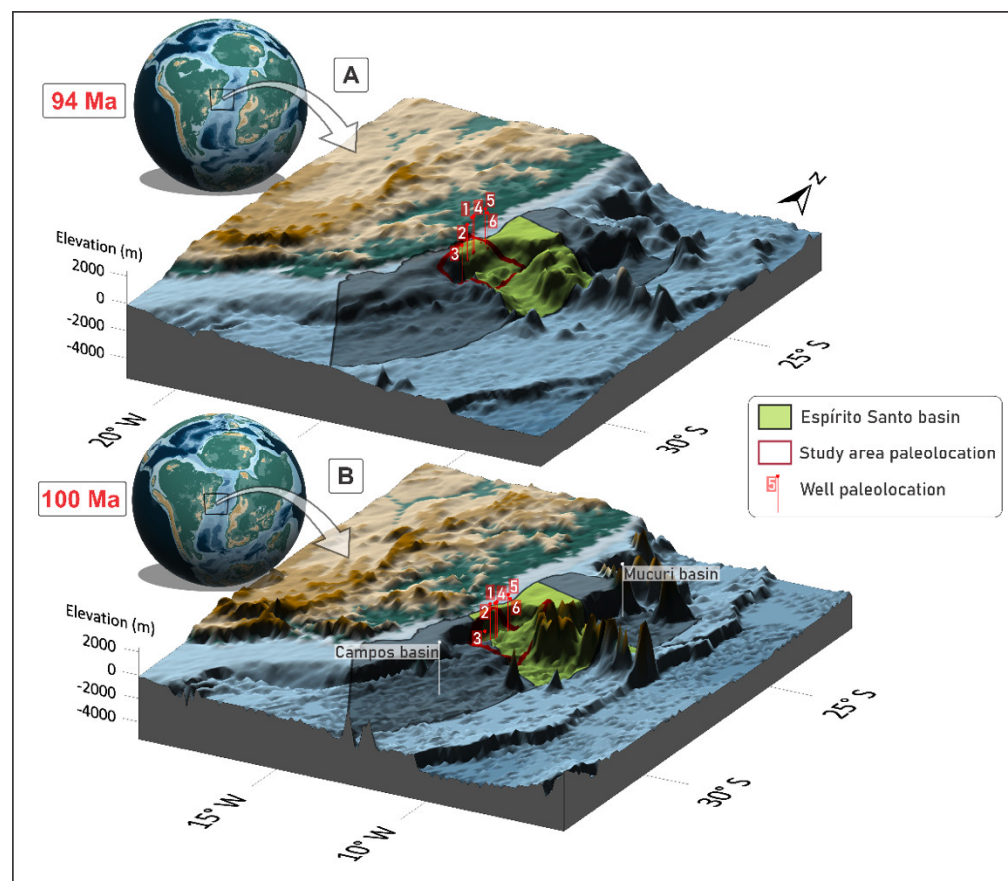 94 Ma
A
N
Elevation (m)
2000
0
-2000
-4000
1
4
5
2
6
3
20° W
25° S
30° S
Espírito Santo basin
Study area paleolocation
5
Well paleolocation
100 Ma
B
Elevation (m)
2000
0
-2000
-4000
Mucuri basin
1
4
5
2
6
3
Campos basin
15° W
10° W
25° S
30° S